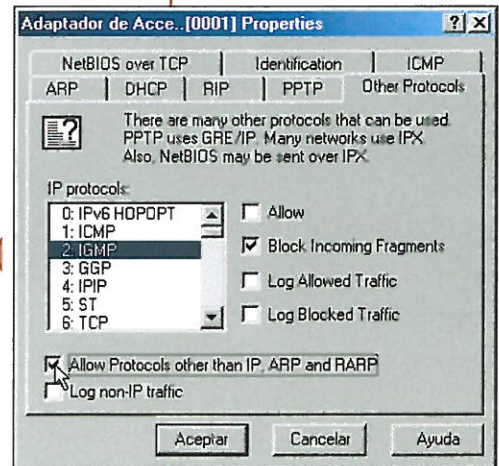 Adaptador de Acce..[0001] Properties
NetBIOS over TCP Identification ICMP
ARP DHCP RIP PPTP Other Protocols
There are many other protocols that can be used.
PPTP uses GRE/IP. Many networks use IPX.
Also, NetBIOS may be sent over IPX.
IP protocols:
0: IPv6 HOPOPT
1: ICMP
2: IGMP
3: GGP
4: IPIP
5: ST
6: TCP
Allow
Block Incoming Fragments
Log Allowed Traffic
Log Blocked Traffic
Allow Protocols other than IP, ARP and RARP
Log non-IP traffic
Aceptar Cancelar Ayuda